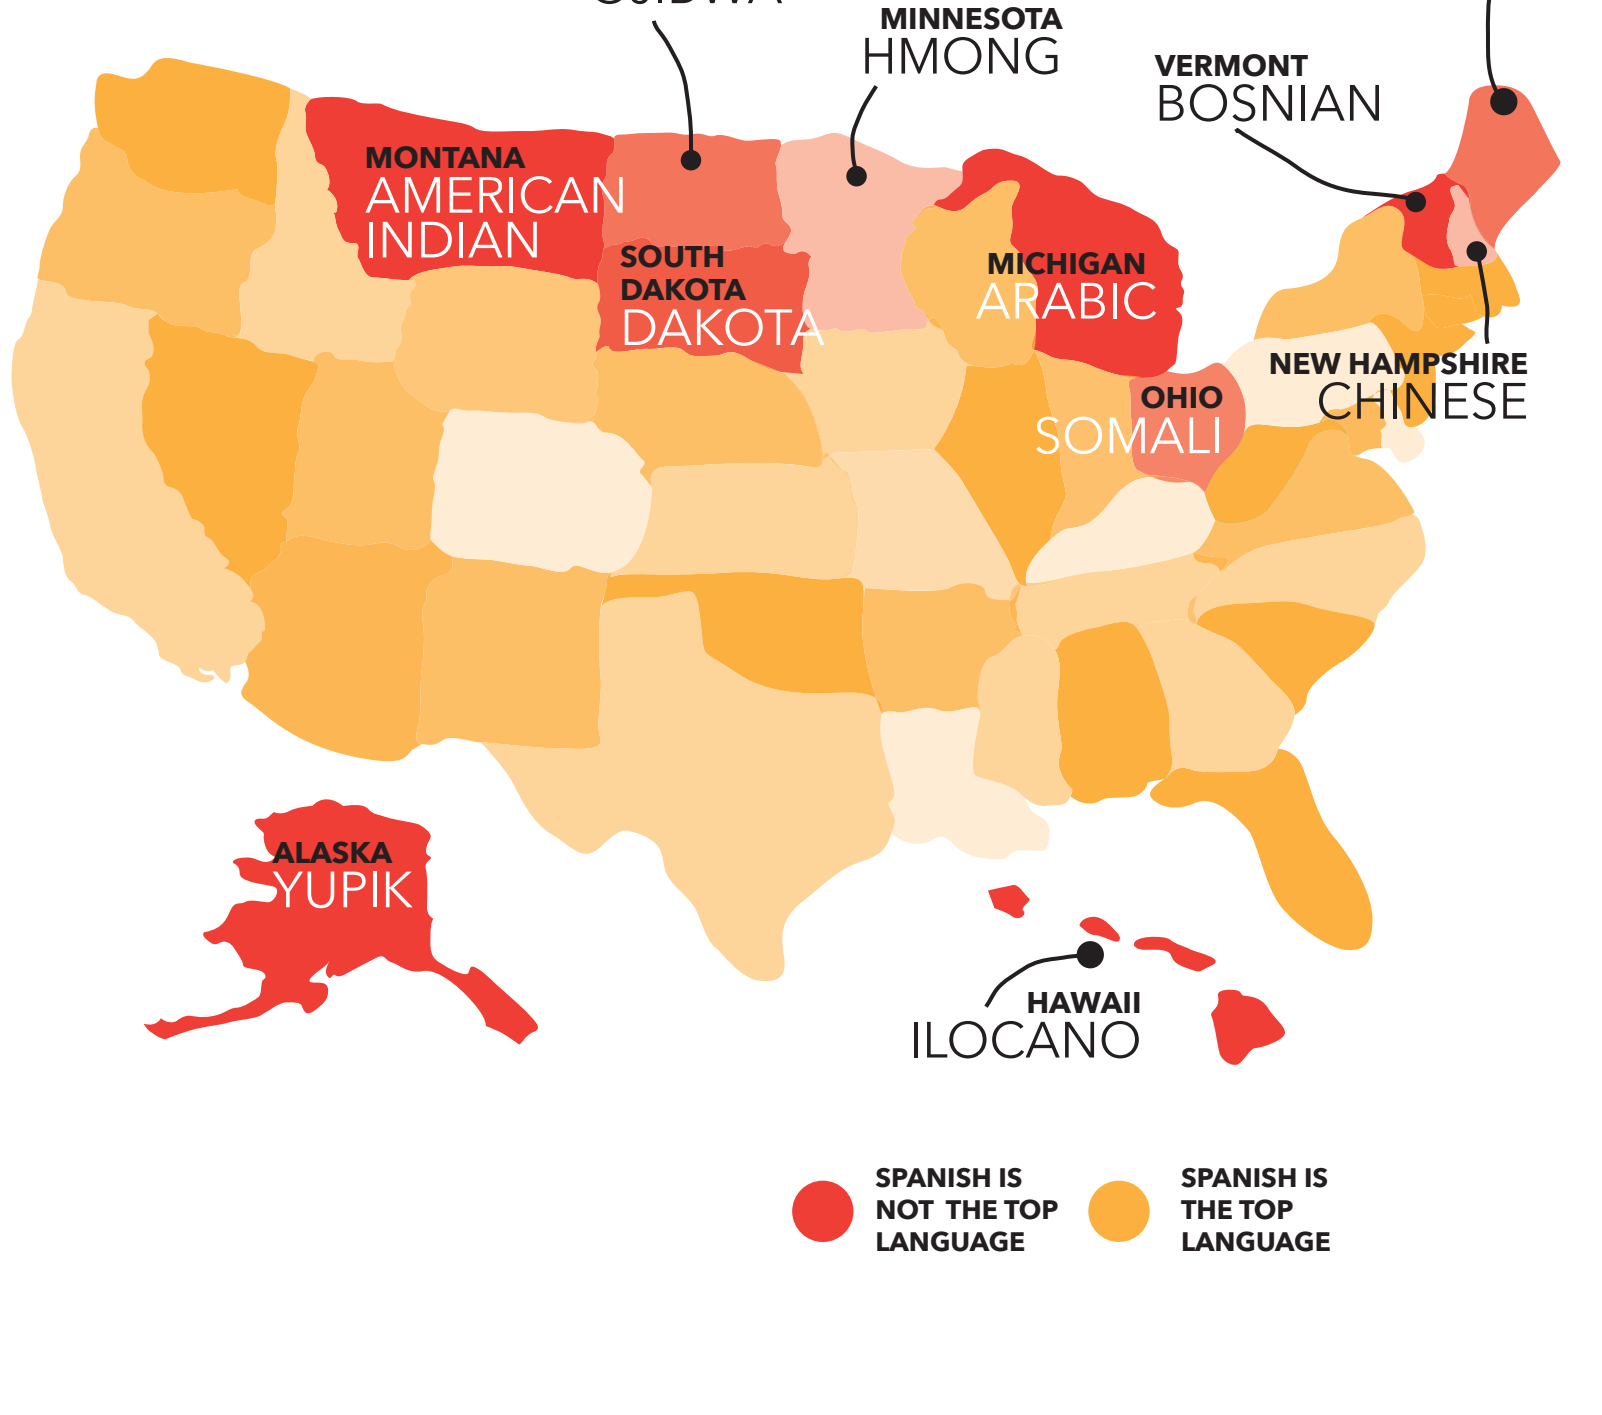 MINNESOTA
HMONG
VERMONT
BOSNIAN
MONTANA
AMERICAN
INDIAN
SOUTH
DAKOTA
DAKOTA
MICHIGAN
ARABIC
NEW HAMPSHIRE
CHINESE
OHIO
SOMALI
ALASKA
YUPIK
HAWAII
ILOCANO
SPANISH IS
NOT THE TOP
LANGUAGE
SPANISH IS
THE TOP
LANGUAGE